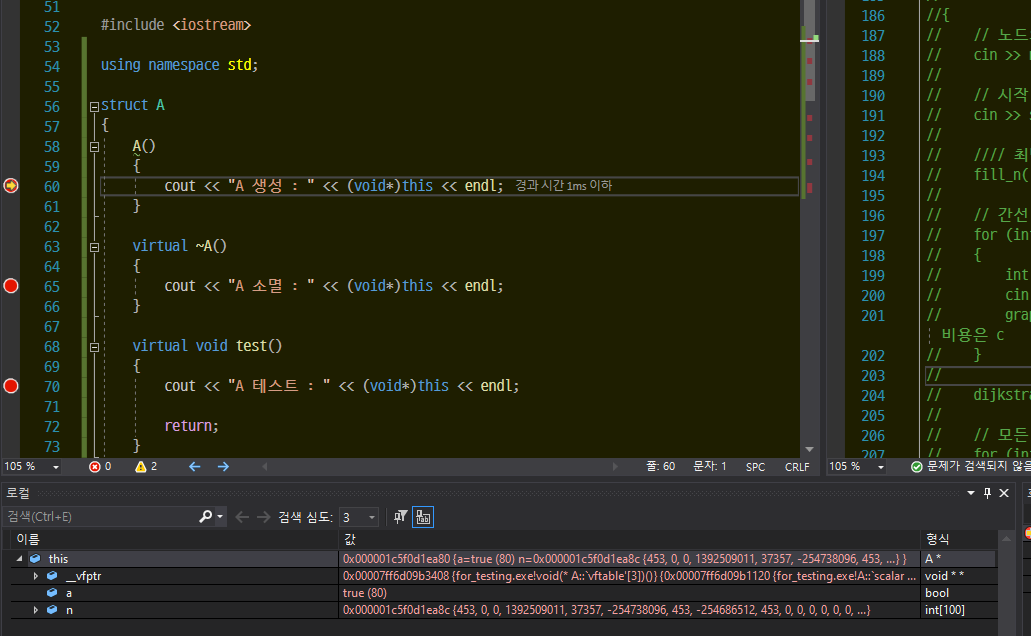 51
52 #include <iostream>
53
54 using namespace std;
55
56 struct A
57 {
58 A()
59 {
60 cout << "A 생성 : " << (void*)this << endl; 경과 시간 1ms 이하
61 }
62
63 virtual ~A()
64 {
65 cout << "A 소멸 : " << (void*)this << endl;
66 }
67
68 virtual void test()
69 {
70 cout << "A 테스트 : " << (void*)this << endl;
71
72 return;
73 }
105 % 0 2 줄: 60 문자: 1 SPC CRLF
186 //{
187 // // 노드
188 // cin >>
189 //
190 // // 시작
191 // cin >>
192 //
193 // //// 최
194 // fill_n(
195 //
196 // // 간선
197 // for (in
198 // {
199 // int
200 // cin
201 // grap
비용은 c
202 // }
203 //
204 // dijkstra
205 //
206 // // 모든
207 // for (in
105 % 문제가 검색되지 않음
로컬
검색(Ctrl+E) 검색 심도: 3
이름 값 형식
this 0x000001c5f0d1ea80 {a=true (80) n=0x000001c5f0d1ea8c {453, 0, 0, 1392509011, 37357, -254738096, 453, ...} } A *
__vfptr 0x00007ff6d09b3408 {for_testing.exe!void(* A::`vftable'[3])()} {0x00007ff6d09b1120 {for_testing.exe!A::`scalar ... void * *
a true (80) bool
n 0x000001c5f0d1ea8c {453, 0, 0, 1392509011, 37357, -254738096, 453, -254686512, 453, 0, 0, 0, 0, 0, 0, ...} int[100]